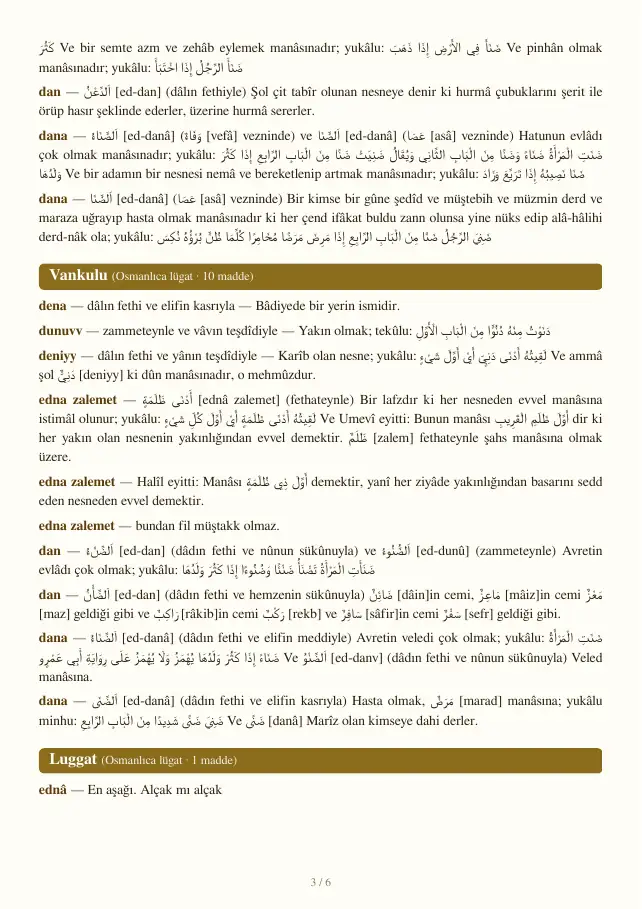 كَثُرَ Ve bir semte azm ve zehâb eylemek manâsınadır; yukâlu: ضَنَأَ فِي الأَرْضِ إِذَا ذَهَبَ Ve pinhân olmak
manâsınadır; yukâlu: ضَنَأَ الرَّجُلُ إِذَا اخْتَبَأَ
dan — اَلدَّعْنُ [ed-dan] (dâlın fethiyle) Şol çit tabîr olunan nesneye denir ki hurmâ çubuklarını şerit ile
örüp hasır şeklinde ederler, üzerine hurmâ sererler.
dana — اَلضَّنَاءُ [ed-danâ] (وَفَاءُ [vefâ] vezninde) ve اَلضَّنَا [ed-danâ] (عَصَا [asâ] vezninde) Hatunun evlâdı
çok olmak manâsınadır; yukâlu: ضَنَتِ الْمَرْأَةُ ضَنَاءً وَضَنًا مِنَ الْبَابِ الثَّانِي وَيُقَالُ ضَنِيَتْ ضَنًا مِنَ الْبَابِ الرَّابِعِ إِذَا كَثُرَ
وَلَدُهَا Ve bir adamın bir nesnesi nemâ ve bereketlenip artmak manâsınadır; yukâlu: ضَنَا نَصِيبُهُ إِذَا تَرَيَّعَ وَزَادَ
dana — اَلضَّنَا [ed-danâ] (عَصَا [asâ] vezninde) Bir kimse bir gûne şedîd ve müştebih ve müzmin derd ve
maraza uğrayıp hasta olmak manâsınadır ki her çend ifâkat buldu zann olunsa yine nüks edip alâ-hâlihi
derd-nâk ola; yukâlu: ضَنِيَ الرَّجُلُ ضَنًا مِنَ الْبَابِ الرَّابِعِ إِذَا مَرِضَ مَرَضًا مُخَامِرًا كُلَّمَا ظُنَّ بُرْؤُهُ نُكِسَ
Vankulu (Osmanlıca lügat · 10 madde)
dena — dâlın fethi ve elifin kasrıyla — Bâdiyede bir yerin ismidir.
dunuvv — zammeteynle ve vâvın teşdîdiyle — Yakın olmak; tekûlu: دَنَوْتُ مِنْهُ دُنُوًّا مِنَ الْبَابِ الْأَوَّلِ
deniyy — dâlın fethi ve yânın teşdîdiyle — Karîb olan nesne; yukâlu: لَقِيتُهُ أَدْنَى دَنِيٍّ أَيْ أَوَّلَ شَيْءٍ Ve ammâ
şol دَنِيٌّ [deniyy] ki dûn manâsınadır, o mehmûzdur.
edna zalemet — أَدْنَى ظَلَمَةٍ [ednâ zalemet] (fethateynle) Bir lafzdır ki her nesneden evvel manâsına
istimâl olunur; yukâlu: لَقِيتُهُ أَدْنَى ظَلَمَةٍ أَيْ أَوَّلَ كُلِّ شَيْءٍ Ve Umevî eyitti: Bunun manâsı أَوَّلَ ظَلَمِ الْقَرِيبِ dir ki
her yakın olan nesnenin yakınlığından evvel demektir. ظَلَمٌ [zalem] fethateynle şahs manâsına olmak
üzere.
edna zalemet — Halîl eyitti: Manâsı أَوَّلَ ذِي ظُلْمَةٍ demektir, yanî her ziyâde yakınlığından basarını sedd
eden nesneden evvel demektir.
edna zalemet — bundan fil müştakk olmaz.
dan — اَلضَّنْءُ [ed-dan] (dâdın fethi ve nûnun sükûnuyla) ve اَلضُّنُوءُ [ed-dunû] (zammeteynle) Avretin
evlâdı çok olmak; yukâlu: ضَنَأَتِ الْمَرْأَةُ تَضْنَأُ ضَنْئًا وَضُنُوءًا إِذَا كَثُرَ وَلَدُهَا
dan — اَلضَّأْنُ [ed-dan] (dâdın fethi ve hemzenin sükûnuyla) ضَائِنٌ [dâin]in cemi, مَاعِزٌ [mâiz]in cemi مَعْزٌ
[maz] geldiği gibi ve رَاكِبٌ [râkib]in cemi رَكْبٌ [rekb] ve سَافِرٌ [sâfir]in cemi سَفْرٌ [sefr] geldiği gibi.
dana — اَلضَّنَاءُ [ed-danâ] (dâdın fethi ve elifin meddiyle) Avretin veledi çok olmak; yukâlu: ضَنَتِ الْمَرْأَةُ
ضَنَاءً إِذَا كَثُرَ وَلَدُهَا يُهْمَزُ وَلَا يُهْمَزُ عَلَى رِوَايَةِ أَبِي عَمْرٍو Ve اَلضَّنْوُ [ed-danv] (dâdın fethi ve nûnun sükûnuyla) Veled
manâsına.
dana — اَلضَّنَى [ed-danâ] (dâdın fethi ve elifin kasrıyla) Hasta olmak, مَرَضٌ [marad] manâsına; yukâlu
minhu: ضَنِيَ ضَنًى شَدِيدًا مِنَ الْبَابِ الرَّابِعِ Ve ضَنًى [danâ] Marîz olan kimseye dahi derler.
Luggat (Osmanlıca lügat · 1 madde)
ednâ — En aşağı. Alçak mı alçak
3 / 6